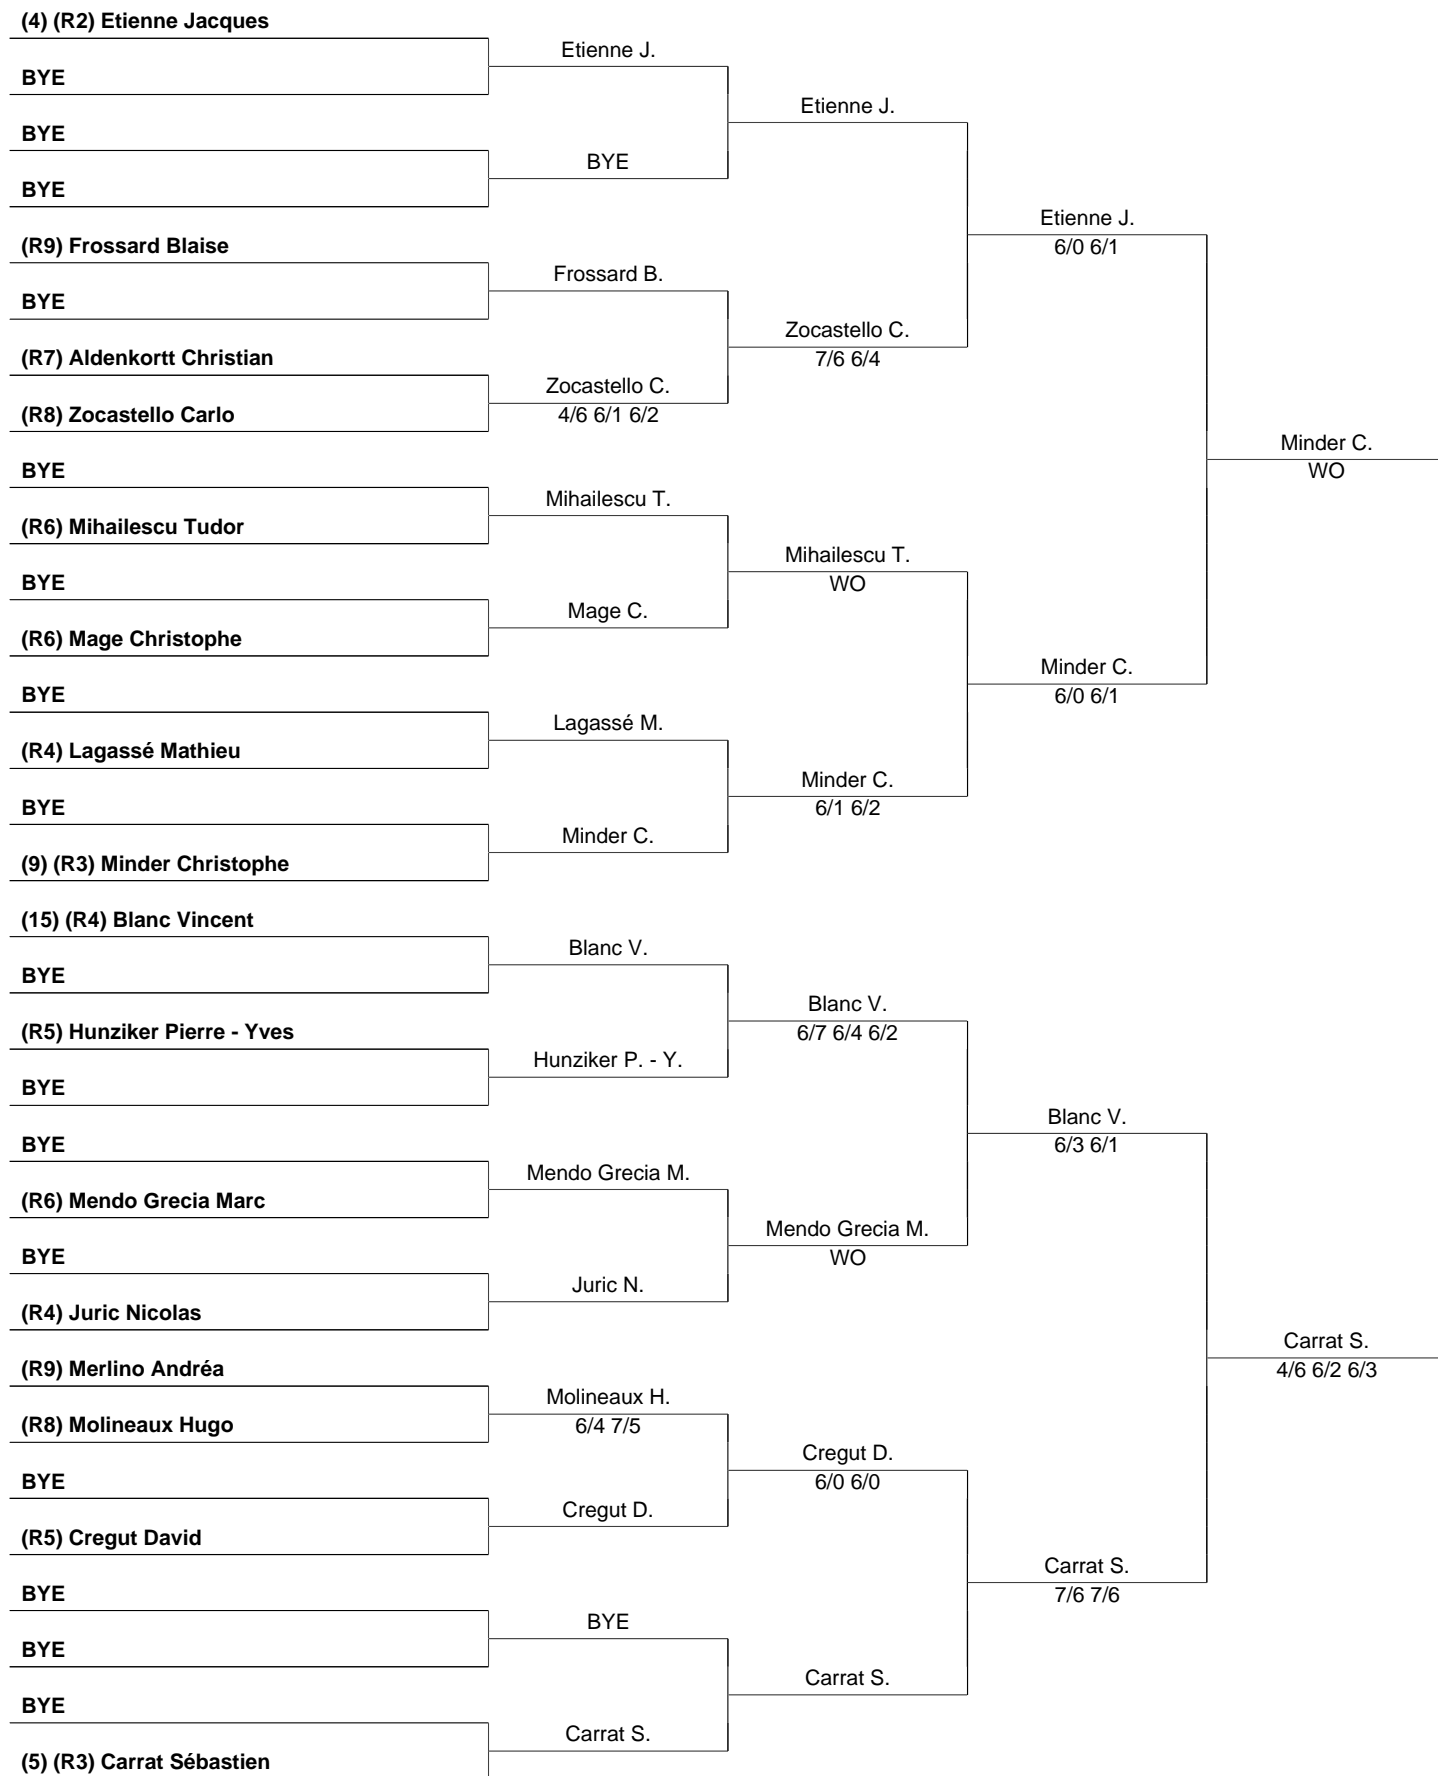 (4) (R2) Etienne Jacques
Etienne J.
BYE
Etienne J.
BYE
BYE
BYE
Etienne J.
(R9) Frossard Blaise
6/0 6/1
Frossard B.
BYE
Zocastello C.
(R7) Aldenkortt Christian
7/6 6/4
Zocastello C.
(R8) Zocastello Carlo
4/6 6/1 6/2
Minder C.
BYE
WO
Mihailescu T.
(R6) Mihailescu Tudor
Mihailescu T.
BYE
WO
Mage C.
(R6) Mage Christophe
Minder C.
BYE
6/0 6/1
Lagassé M.
(R4) Lagassé Mathieu
Minder C.
BYE
6/1 6/2
Minder C.
(9) (R3) Minder Christophe
(15) (R4) Blanc Vincent
Blanc V.
BYE
Blanc V.
(R5) Hunziker Pierre - Yves
6/7 6/4 6/2
Hunziker P. - Y.
BYE
Blanc V.
BYE
6/3 6/1
Mendo Grecia M.
(R6) Mendo Grecia Marc
Mendo Grecia M.
BYE
WO
Juric N.
(R4) Juric Nicolas
Carrat S.
(R9) Merlino Andréa
4/6 6/2 6/3
Molineaux H.
(R8) Molineaux Hugo
6/4 7/5
Cregut D.
BYE
6/0 6/0
Cregut D.
(R5) Cregut David
Carrat S.
BYE
7/6 7/6
BYE
BYE
Carrat S.
BYE
Carrat S.
(5) (R3) Carrat Sébastien